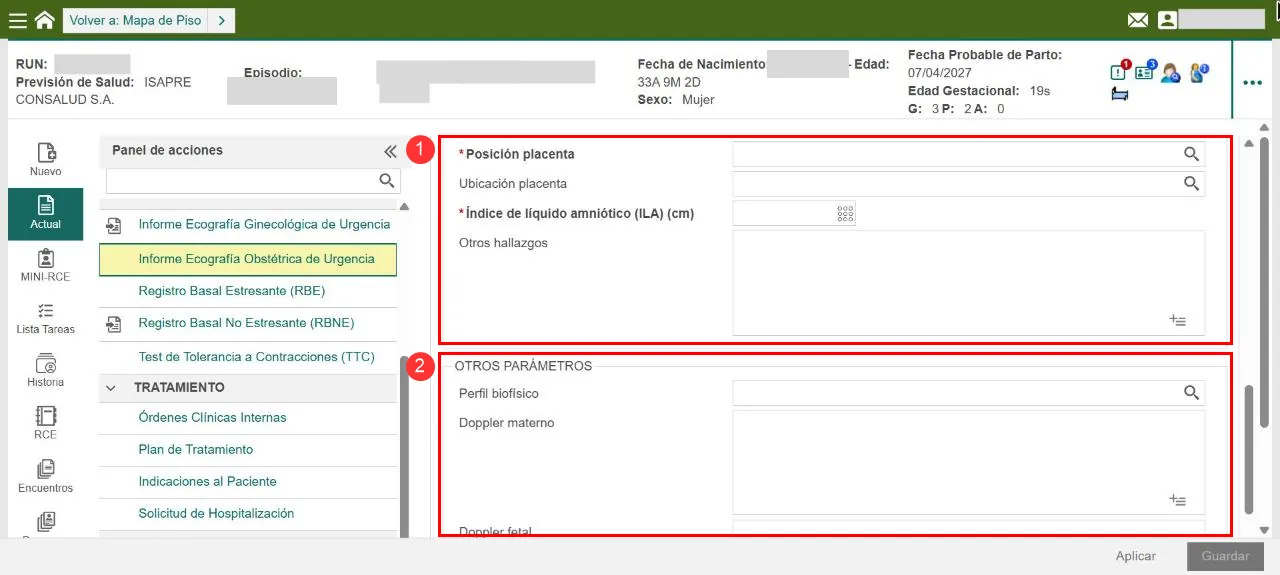 Volver a: Mapa de Piso
RUN:
Previsión de Salud: ISAPRE
CONSALUD S.A.
Episodio:
Fecha de Nacimiento - Edad:
33A 9M 2D
Sexo: Mujer
Fecha Probable de Parto:
07/04/2027
Edad Gestacional: 19s
G: 3 P: 2 A: 0
1
3
Nuevo
Actual
MINI-RCE
Lista Tareas
Historia
RCE
Encuentros
Panel de acciones
Informe Ecografía Ginecológica de Urgencia
Informe Ecografía Obstétrica de Urgencia
Registro Basal Estresante (RBE)
Registro Basal No Estresante (RBNE)
Test de Tolerancia a Contracciones (TTC)
TRATAMIENTO
Órdenes Clínicas Internas
Plan de Tratamiento
Indicaciones al Paciente
Solicitud de Hospitalización
1
* Posición placenta
Ubicación placenta
* Índice de líquido amniótico (ILA) (cm)
Otros hallazgos
2
OTROS PARÁMETROS
Perfil biofísico
Doppler materno
Doppler fetal
Aplicar
Guardar